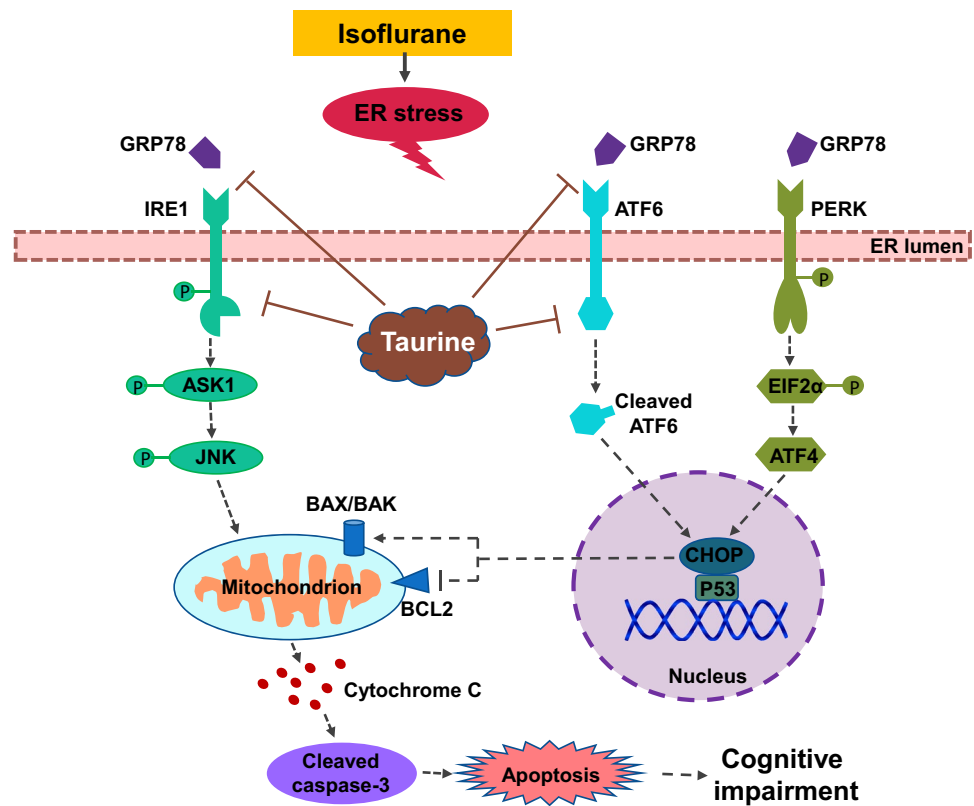 Isoflurane
ER stress
GRP78
GRP78
GRP78
IRE1
ATF6
PERK
ER lumen
P
P
Taurine
P
ASK1
EIF2α
P
Cleaved
ATF6
P
JNK
ATF4
BAX/BAK
CHOP
Mitochondrion
P53
BCL2
Nucleus
Cytochrome C
Cleaved
caspase-3
Apoptosis
Cognitive
impairment